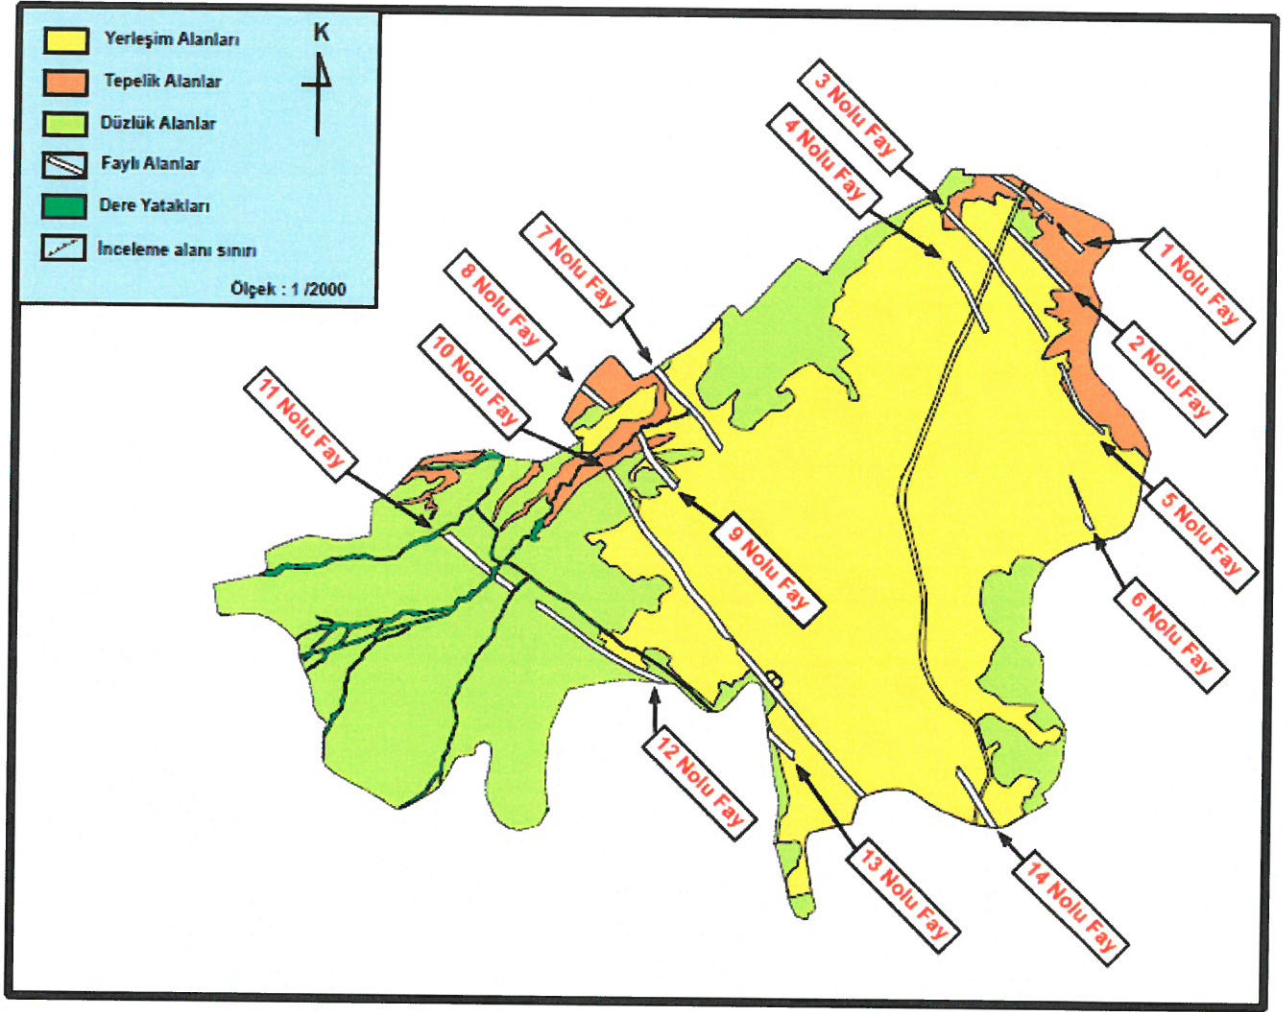 Yerleşim Alanları
K
Tepelik Alanlar
Düzlük Alanlar
Faylı Alanlar
Dere Yatakları
İnceleme alanı sınırı
Ölçek : 1 /2000
3 Nolu Fay
4 Nolu Fay
7 Nolu Fay
8 Nolu Fay
1 Nolu Fay
10 Nolu Fay
2 Nolu Fay
11 Nolu Fay
9 Nolu Fay
5 Nolu Fay
6 Nolu Fay
12 Nolu Fay
13 Nolu Fay
14 Nolu Fay